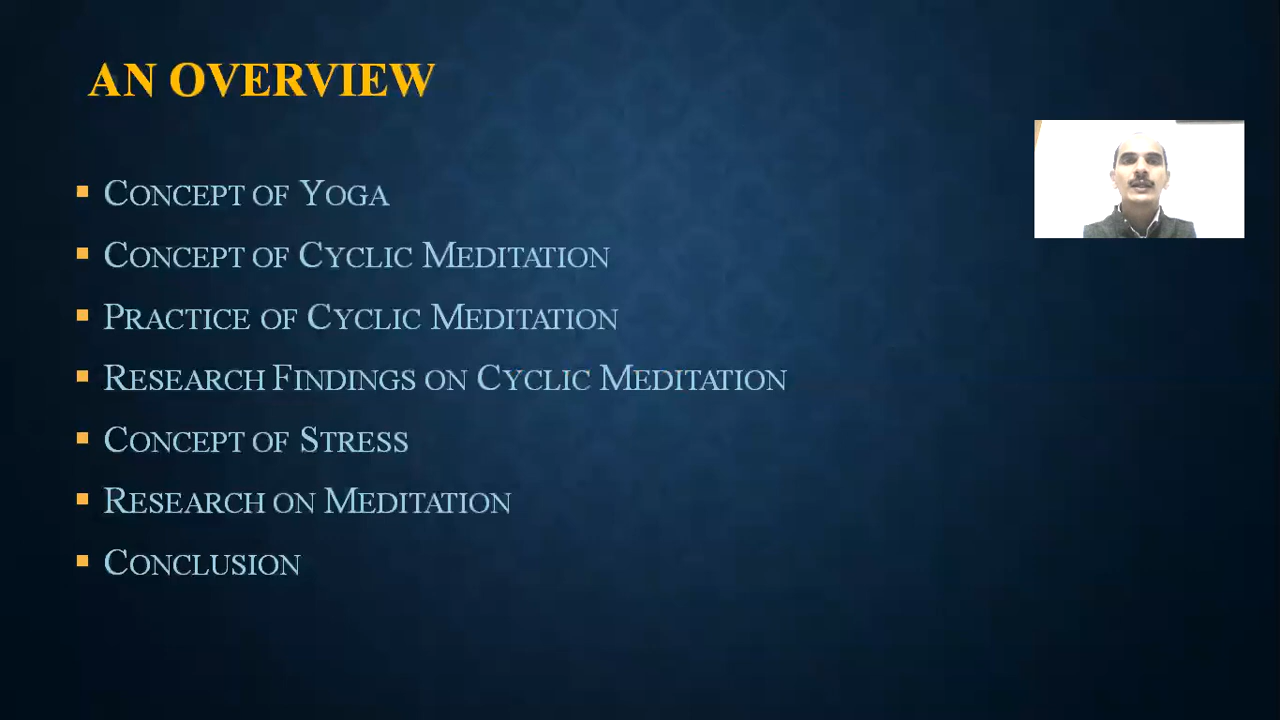 AN OVERVIEW
CONCEPT OF YOGA
CONCEPT OF CYCLIC MEDITATION
PRACTICE OF CYCLIC MEDITATION
RESEARCH FINDINGS ON CYCLIC MEDITATION
CONCEPT OF STRESS
RESEARCH ON MEDITATION
CONCLUSION